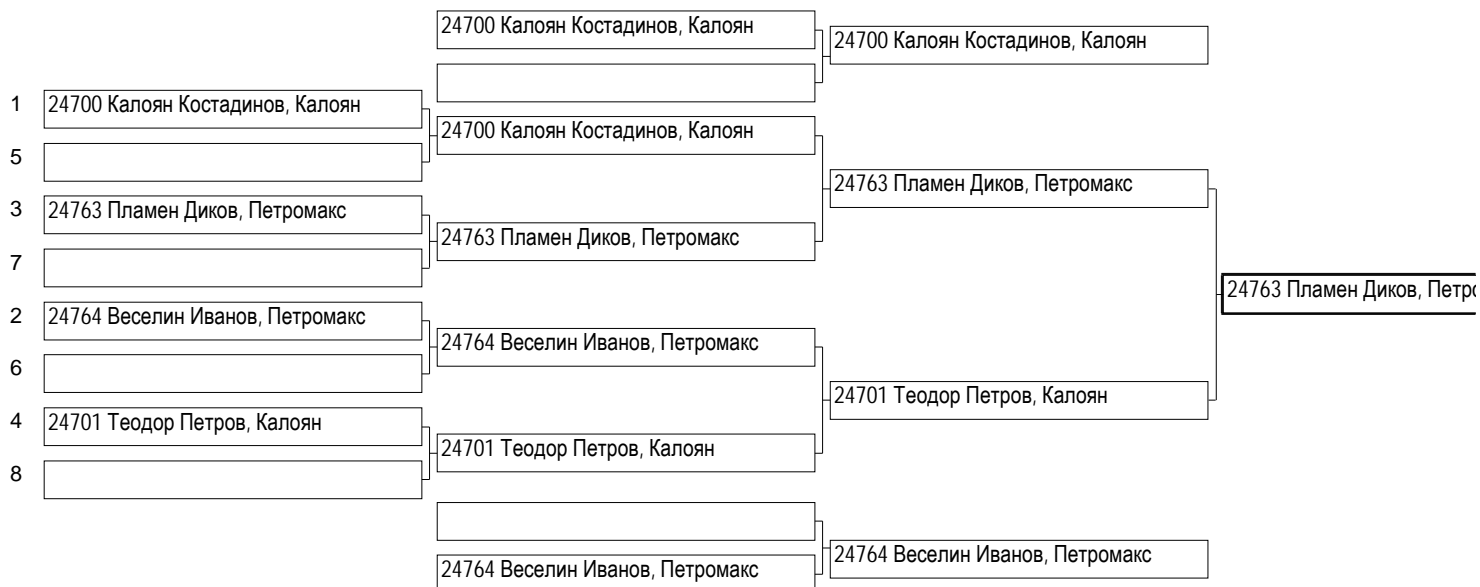 24700 Калоян Костадинов, Калоян
24700 Калоян Костадинов, Калоян
1 24700 Калоян Костадинов, Калоян
24700 Калоян Костадинов, Калоян
5
24763 Пламен Диков, Петромакс
3 24763 Пламен Диков, Петромакс
24763 Пламен Диков, Петромакс
7
24763 Пламен Диков, Петро
2 24764 Веселин Иванов, Петромакс
24764 Веселин Иванов, Петромакс
6
24701 Теодор Петров, Калоян
4 24701 Теодор Петров, Калоян
24701 Теодор Петров, Калоян
8
24764 Веселин Иванов, Петромакс
24764 Веселин Иванов, Петромакс